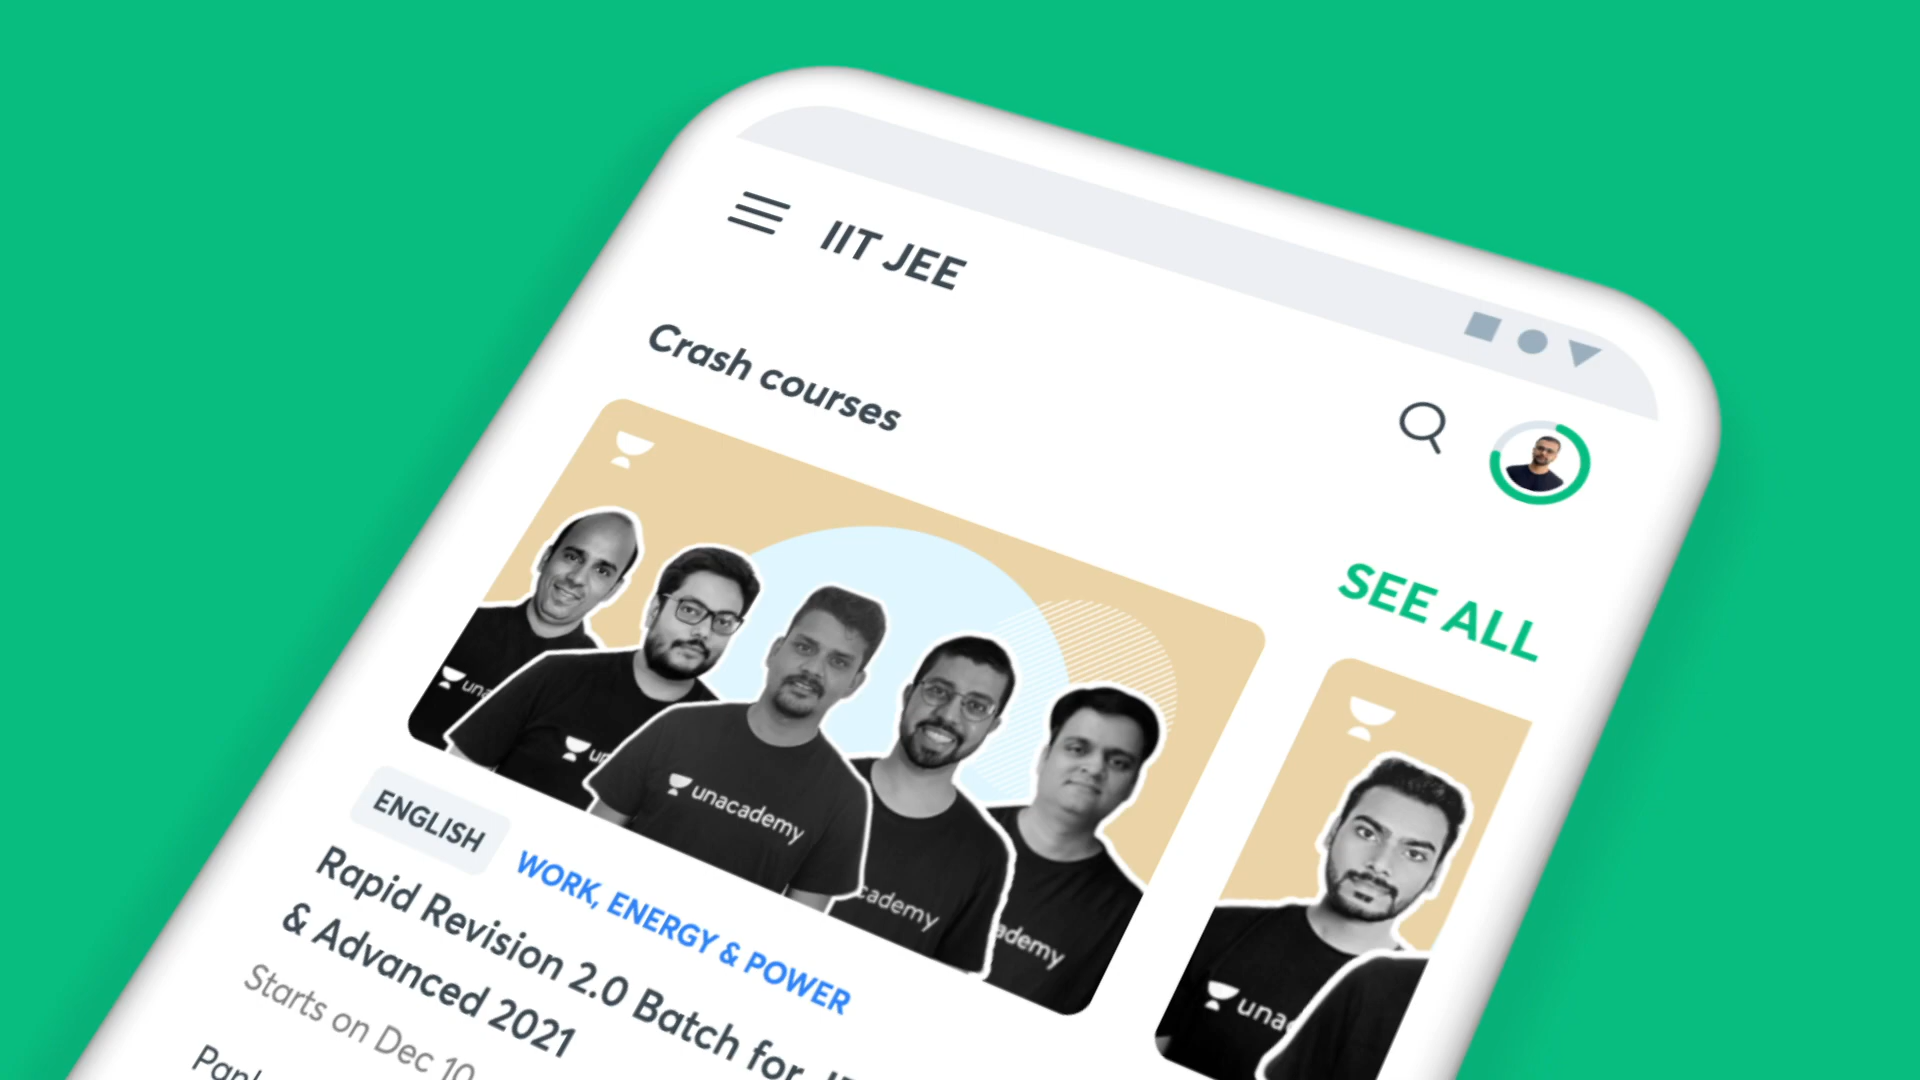 IIT JEE
Crash courses
SEE ALL
unacademy
ENGLISH
WORK, ENERGY & POWER
Rapid Revision 2.0 Batch for
& Advanced 2021
Starts on Dec 10